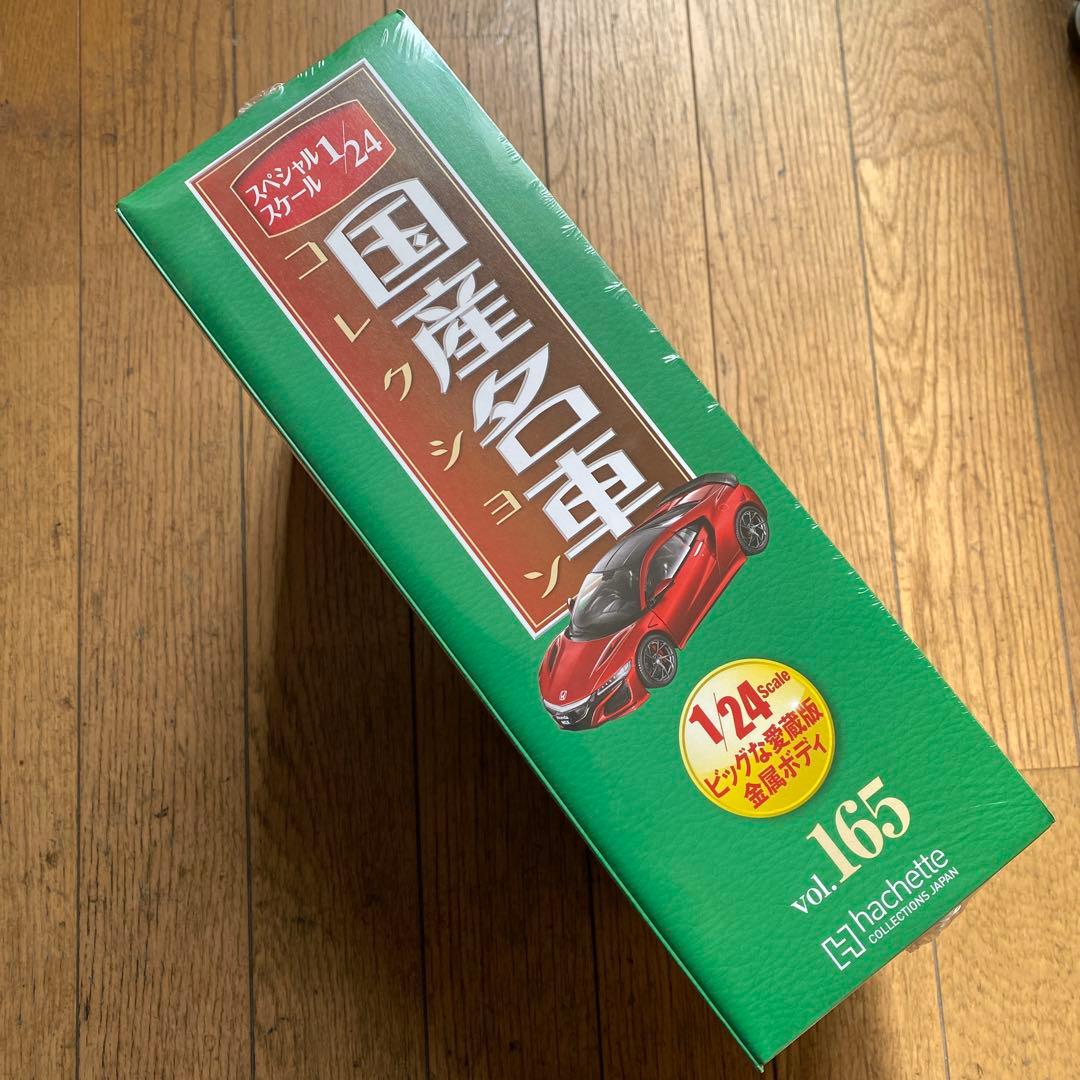 スペシャル
スケール
1/24
国産名車
コレクション
1/24 Scale
ビッグな愛蔵版
金属ボディ
vol.165
hachette
COLLECTIONS JAPAN